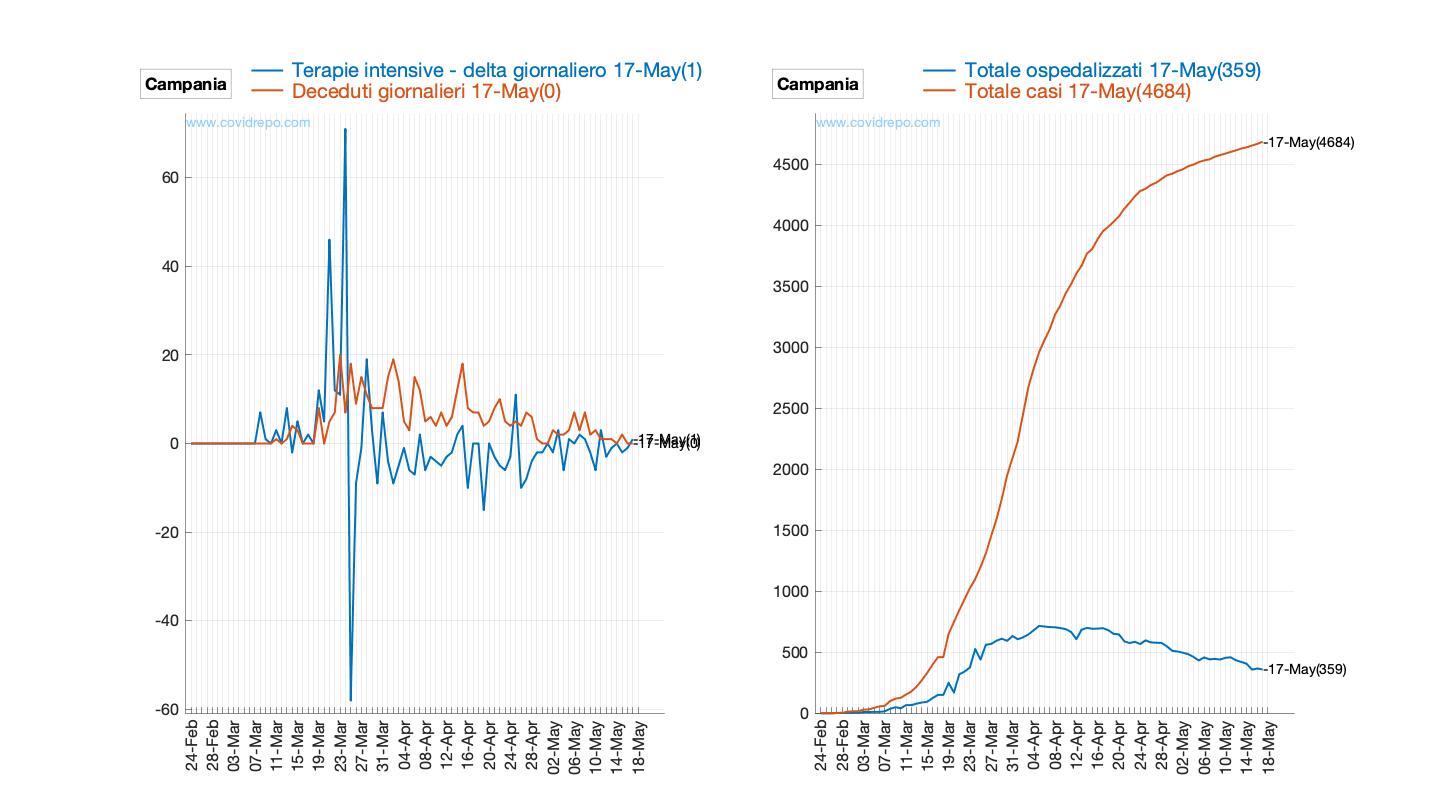 Campania
Terapie intensive - delta giornaliero 17-May(1)
Deceduti giornalieri 17-May(0)
www.covidrepo.com
60
40
20
0
-20
-40
-60
-17-May(1)
-17-May(0)
24-Feb
28-Feb
03-Mar
07-Mar
11-Mar
15-Mar
19-Mar
23-Mar
27-Mar
31-Mar
04-Apr
08-Apr
12-Apr
16-Apr
20-Apr
24-Apr
28-Apr
02-May
06-May
10-May
14-May
18-May
Campania
Totale ospedalizzati 17-May(359)
Totale casi 17-May(4684)
www.covidrepo.com
4500
4000
3500
3000
2500
2000
1500
1000
500
0
-17-May(4684)
-17-May(359)
24-Feb
28-Feb
03-Mar
07-Mar
11-Mar
15-Mar
19-Mar
23-Mar
27-Mar
31-Mar
04-Apr
08-Apr
12-Apr
16-Apr
20-Apr
24-Apr
28-Apr
02-May
06-May
10-May
14-May
18-May